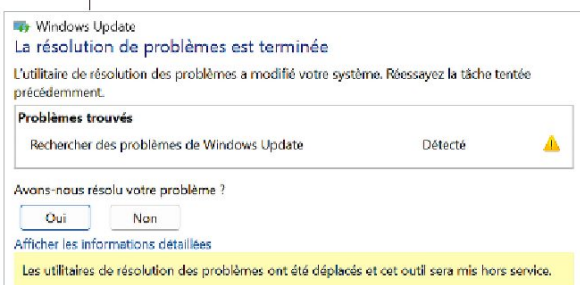 Windows Update
La résolution de problèmes est terminée
L'utilitaire de résolution des problèmes a modifié votre système. Réessayez la tâche tentée
précédemment.
Problèmes trouvés
Rechercher des problèmes de Windows Update Détecté
Avons-nous résolu votre problème ?
Oui Non
Afficher les informations détaillées
Les utilitaires de résolution des problèmes ont été déplacés et cet outil sera mis hors service.